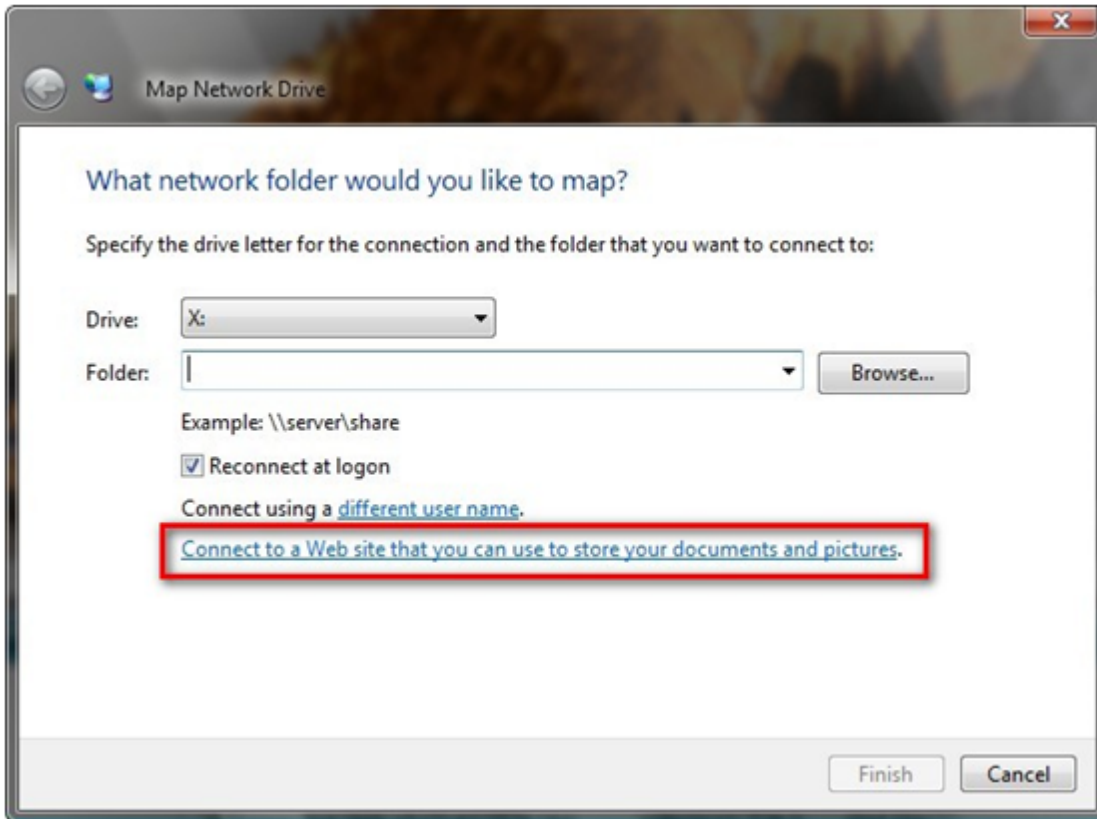 Map Network Drive
What network folder would you like to map?
Specify the drive letter for the connection and the folder that you want to connect to:
Drive: X:
Folder: Browse...
Example: \\server\share
Reconnect at logon
Connect using a different user name.
Connect to a Web site that you can use to store your documents and pictures.
Finish Cancel